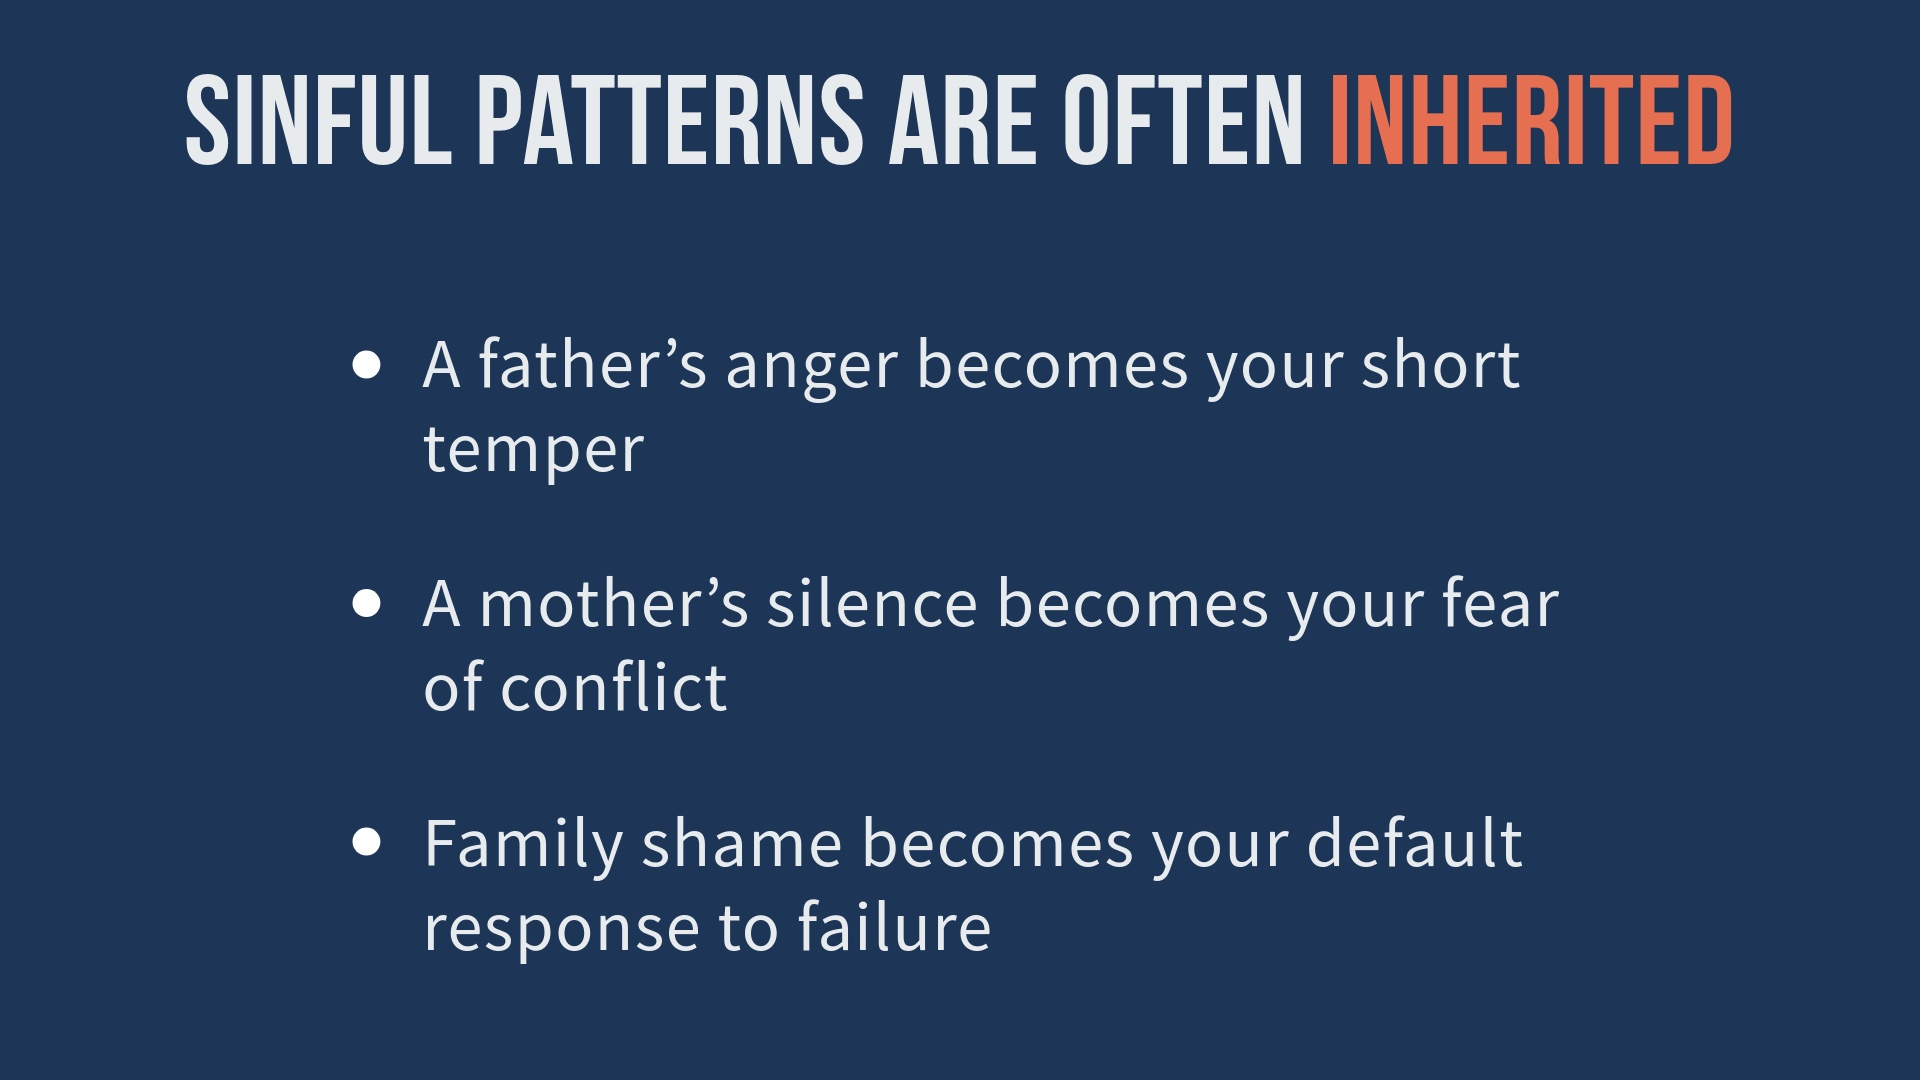 SINFUL PATTERNS ARE OFTEN INHERITED
● A father’s anger becomes your short
temper
● A mother’s silence becomes your fear
of conflict
● Family shame becomes your default
response to failure